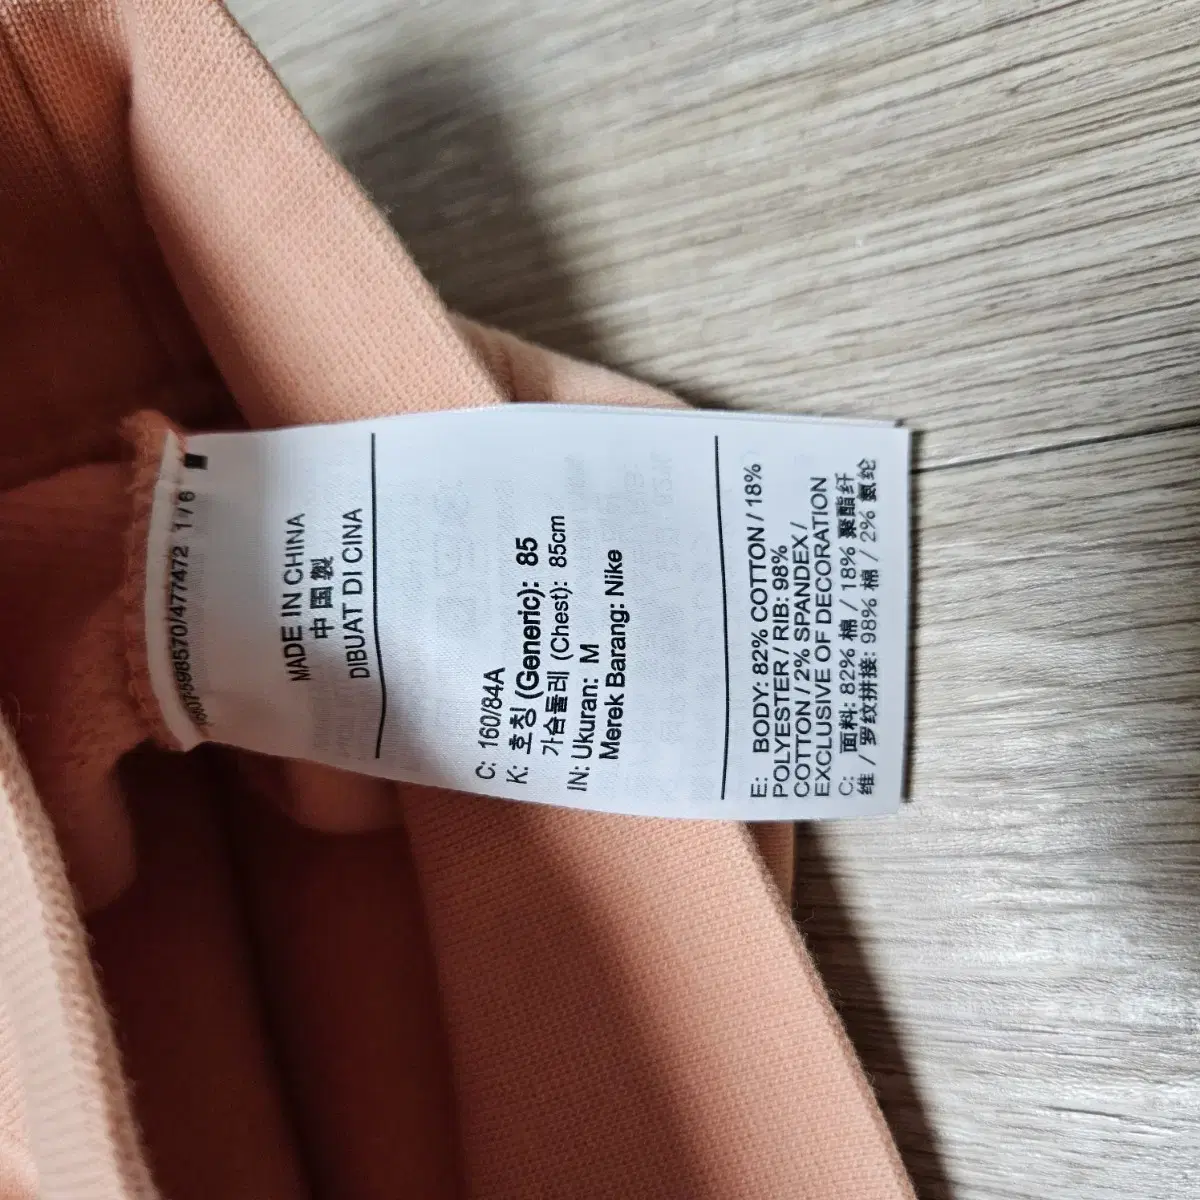 477472 1/6
MADE IN CHINA
中国製
DIBUAT DI CINA
C: 160/84A
K: 호칭 (Generic): 85
가슴둘레 (Chest): 85cm
IN: Ukuran: M
Merek Barang: Nike
E: BODY: 82% COTTON / 18%
POLYESTER / RIB: 98%
COTTON / 2% SPANDEX /
EXCLUSIVE OF DECORATION
C: 面料: 82% 棉 / 18% 聚酯纤
维 / 罗纹拼接: 98% 棉 / 2% 氨纶